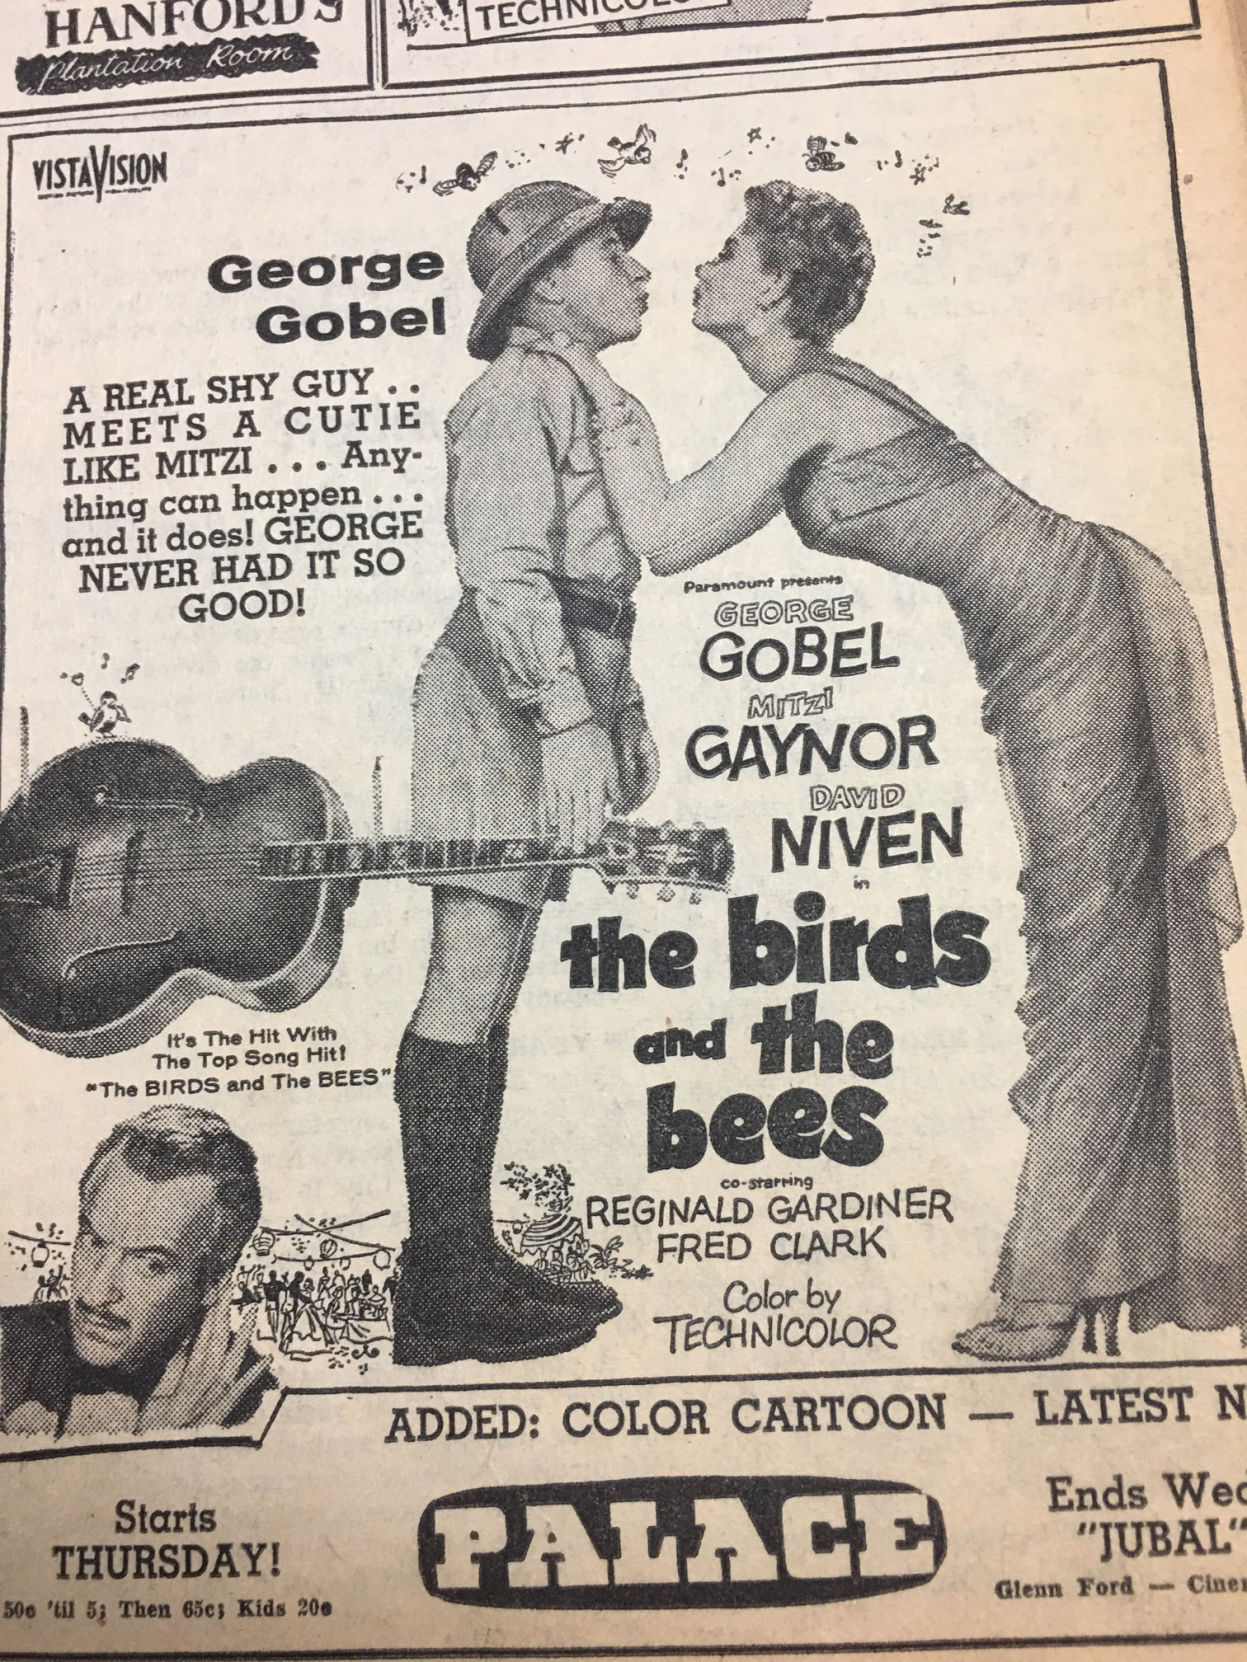 HANFORD'S
Plantation Room
TECHNICOLOR
VISTAVISION
George
Gobel
A REAL SHY GUY . .
MEETS A CUTIE
LIKE MITZI . . . Any-
thing can happen . . .
and it does! GEORGE
NEVER HAD IT SO
GOOD!
Paramount presents
GEORGE
GOBEL
MITZI
GAYNOR
DAVID
NIVEN
in
the birds
and the
bees
It's The Hit With
The Top Song Hit!
"The BIRDS and The BEES"
co-starring
REGINALD GARDINER
FRED CLARK
Color by
TECHNICOLOR
ADDED: COLOR CARTOON — LATEST N
Starts
THURSDAY!
50c 'til 5; Then 65c; Kids 20c
PALACE
Ends Wed
"JUBAL"
Glenn Ford — Cine